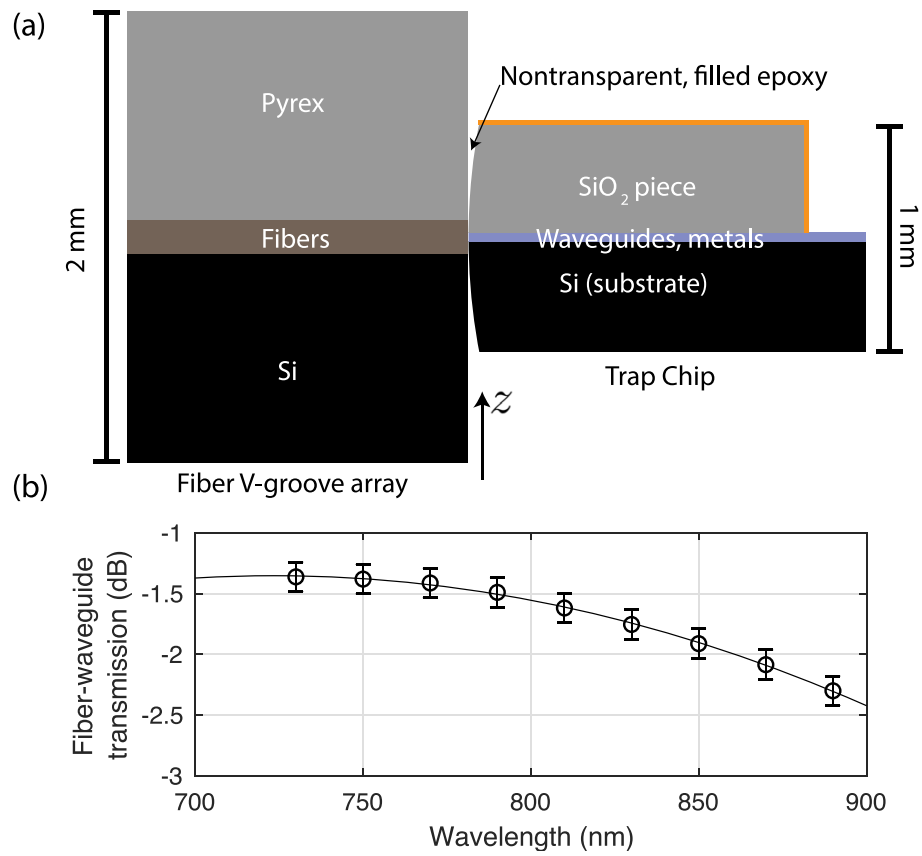 (a)
Nontransparent, filled epoxy
Pyrex
SiO2 piece
2 mm
Fibers
Waveguides, metals
1 mm
Si (substrate)
Si
Trap Chip
z
Fiber V-groove array
(b)
Fiber-waveguide
transmission (dB)
-1
-1.5
-2
-2.5
-3
700
750
800
850
900
Wavelength (nm)